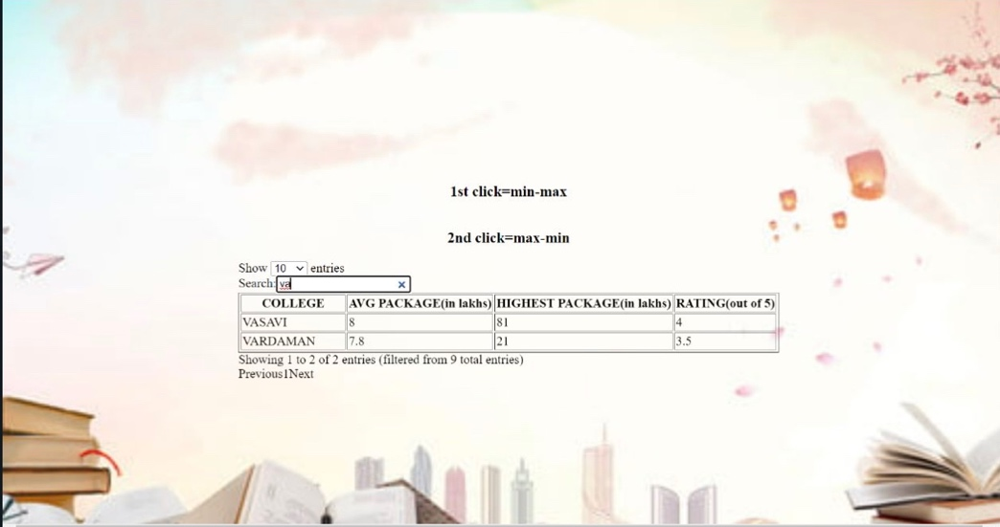 1st click=min-max
2nd click=max-min
Show 10 entries
Search: va
COLLEGE AVG PACKAGE(in lakhs) HIGHEST PACKAGE(in lakhs) RATING(out of 5)
VASAVI 8 81 4
VARDAMAN 7.8 21 3.5
Showing 1 to 2 of 2 entries (filtered from 9 total entries)
Previous1Next